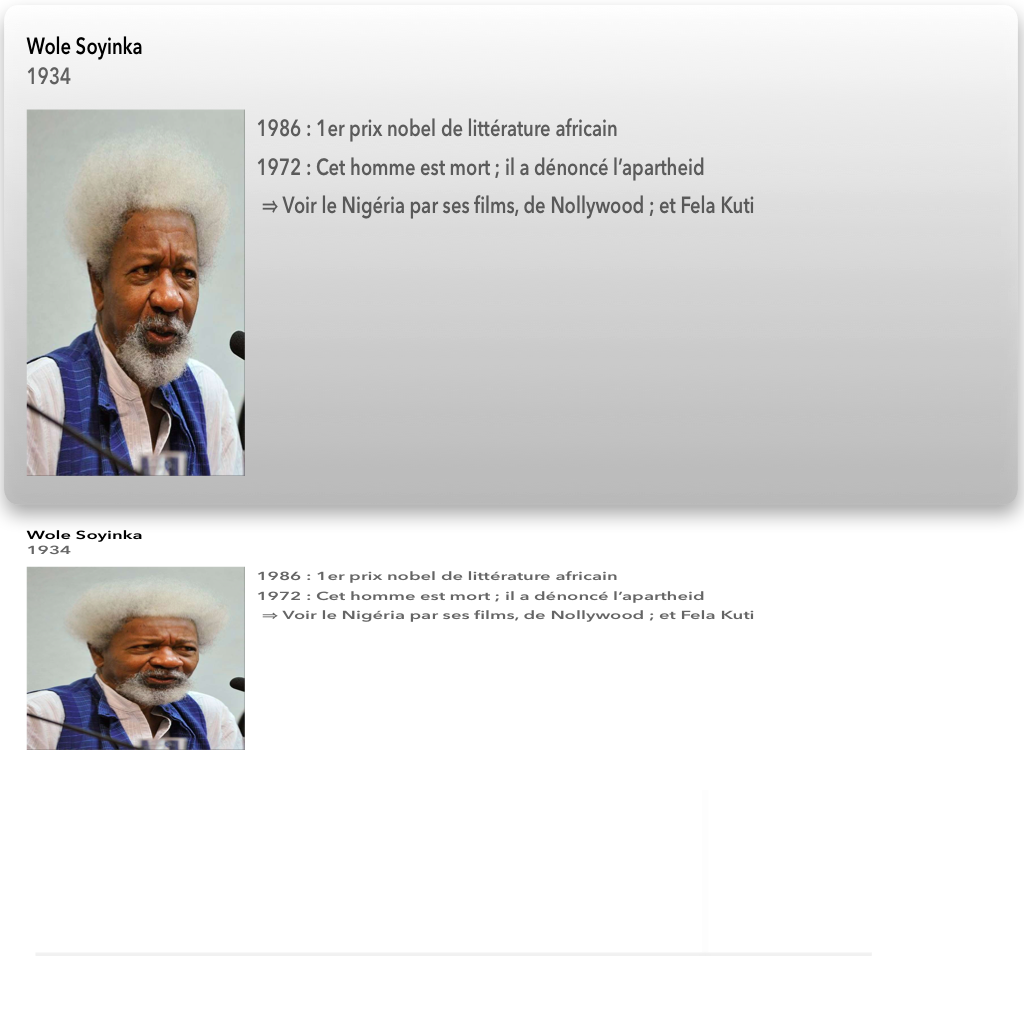 Wole Soyinka
1934
1986 : 1er prix nobel de littérature africain
1972 : Cet homme est mort ; il a dénoncé l’apartheid
⇒ Voir le Nigéria par ses films, de Nollywood ; et Fela Kuti
Wole Soyinka
1934
1986 : 1er prix nobel de littérature africain
1972 : Cet homme est mort ; il a dénoncé l’apartheid
⇒ Voir le Nigéria par ses films, de Nollywood ; et Fela Kuti